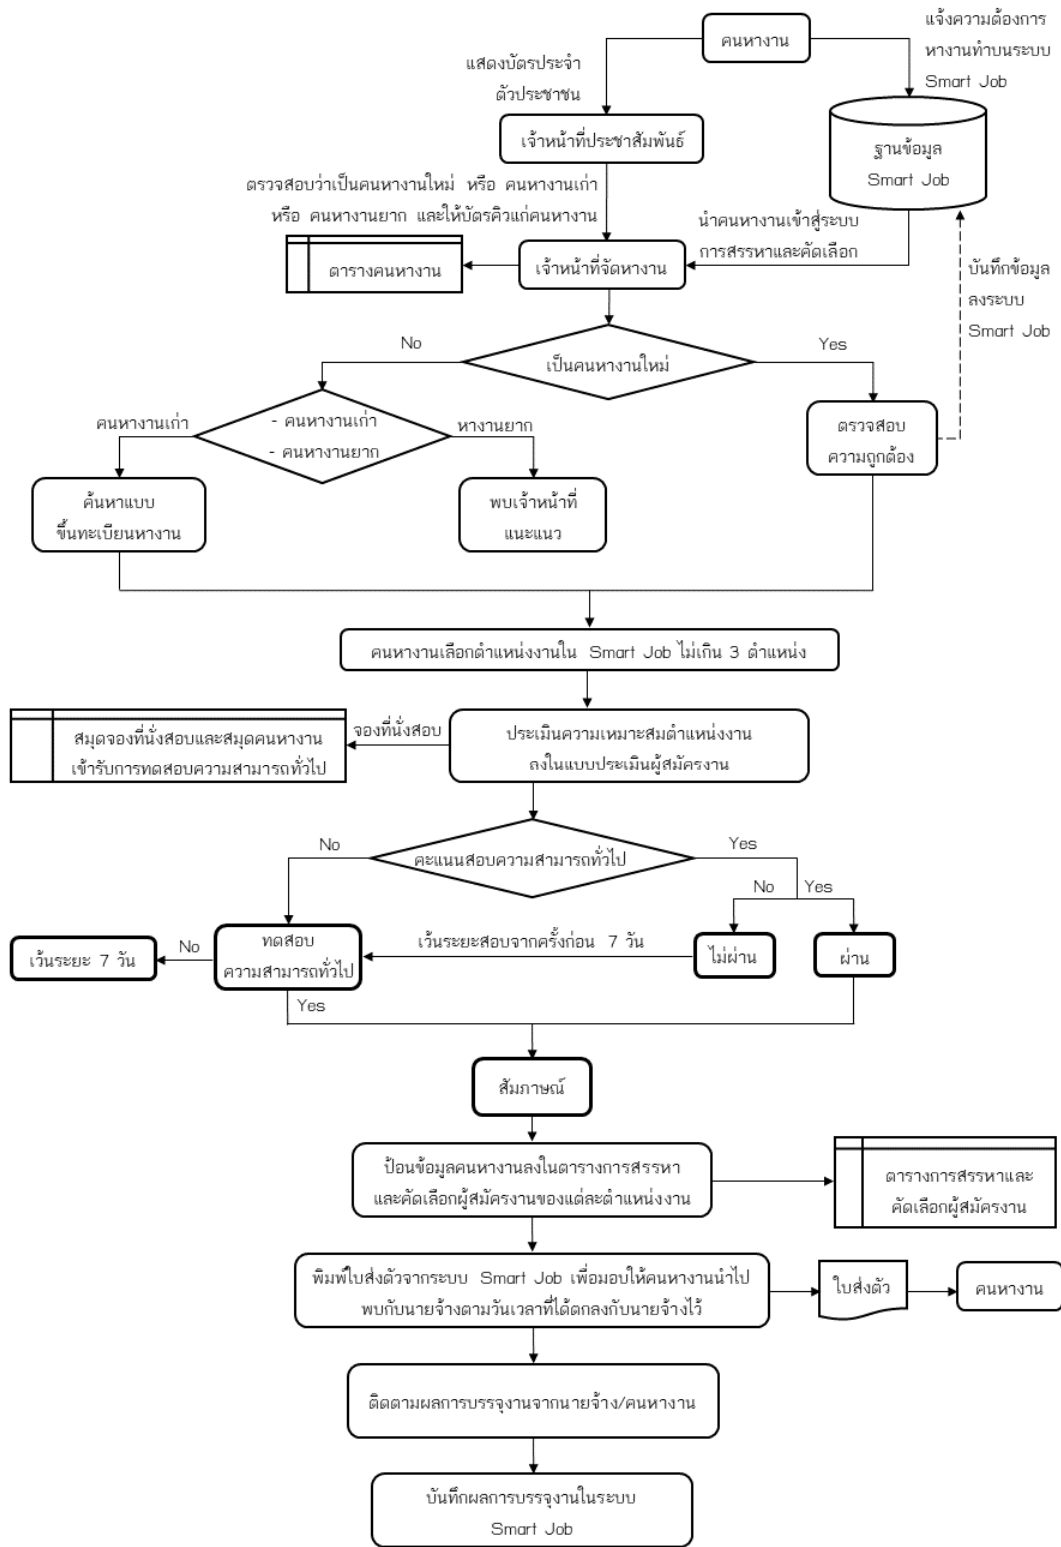 คนหางาน
แจ้งความต้องการ
หางานทำบนระบบ
Smart Job
แสดงบัตรประจำ
ตัวประชาชน
เจ้าหน้าที่ประชาสัมพันธ์
ฐานข้อมูล
Smart Job
ตรวจสอบว่าเป็นคนหางานใหม่ หรือ คนหางานเก่า
หรือ คนหางานยาก และให้บัตรคิวแก่คนหางาน
นำคนหางานเข้าสู่ระบบ
การสรรหาและคัดเลือก
ตารางคนหางาน
เจ้าหน้าที่จัดหางาน
บันทึกข้อมูล
ลงระบบ
Smart Job
No
เป็นคนหางานใหม่
Yes
คนหางานเก่า
- คนหางานเก่า
- คนหางานยาก
หางานยาก
ตรวจสอบ
ความถูกต้อง
ค้นหาแบบ
ขึ้นทะเบียนหางาน
พบเจ้าหน้าที่
แนะแนว
คนหางานเลือกตำแหน่งงานใน Smart Job ไม่เกิน 3 ตำแหน่ง
สมุดจองที่นั่งสอบและสมุดคนหางาน
เข้ารับการทดสอบความสามารถทั่วไป
จองที่นั่งสอบ
ประเมินความเหมาะสมตำแหน่งงาน
ลงในแบบประเมินผู้สมัครงาน
No
คะแนนสอบความสามารถทั่วไป
Yes
No
Yes
เว้นระยะ 7 วัน
No
ทดสอบ
ความสามารถทั่วไป
เว้นระยะสอบจากครั้งก่อน 7 วัน
ไม่ผ่าน
ผ่าน
Yes
สัมภาษณ์
ป้อนข้อมูลคนหางานลงในตารางการสรรหา
และคัดเลือกผู้สมัครงานของแต่ละตำแหน่งงาน
ตารางการสรรหาและ
คัดเลือกผู้สมัครงาน
พิมพ์ใบส่งตัวจากระบบ Smart Job เพื่อมอบให้คนหางานนำไป
พบกับนายจ้างตามวันเวลาที่ได้ตกลงกับนายจ้างไว้
ใบส่งตัว
คนหางาน
ติดตามผลการบรรจุงานจากนายจ้าง/คนหางาน
บันทึกผลการบรรจุงานในระบบ
Smart Job